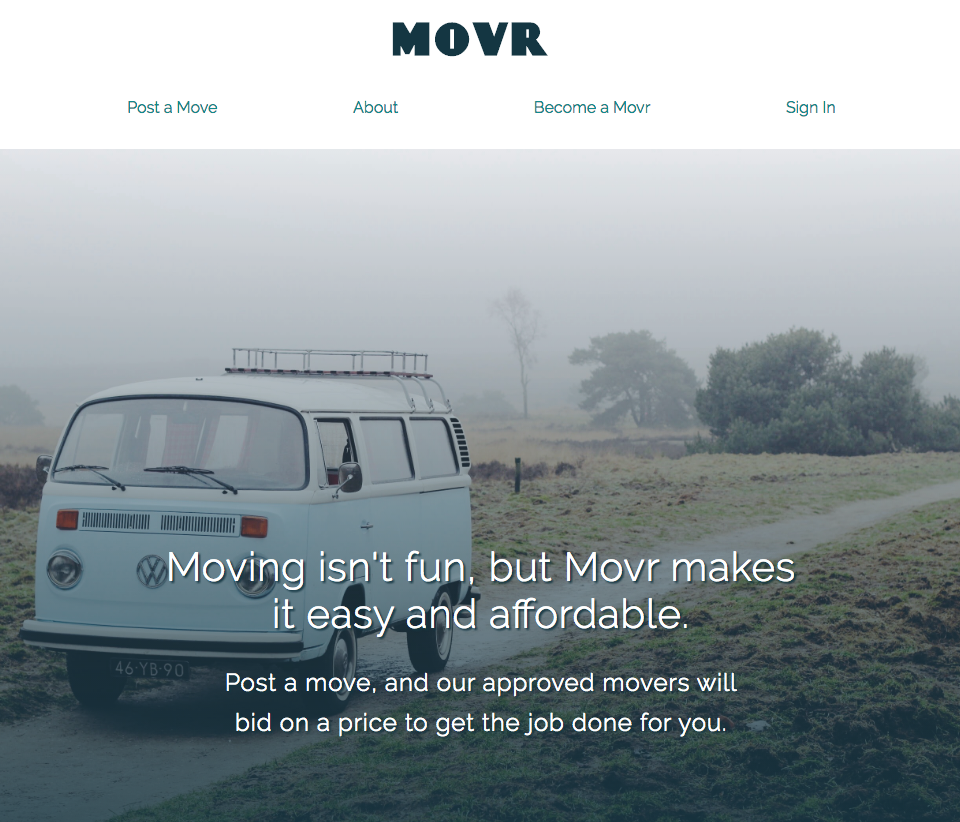 MOVR
Post a Move
About
Become a Movr
Sign In
Moving isn't fun, but Movr makes
it easy and affordable.
46-YB-90
Post a move, and our approved movers will
bid on a price to get the job done for you.